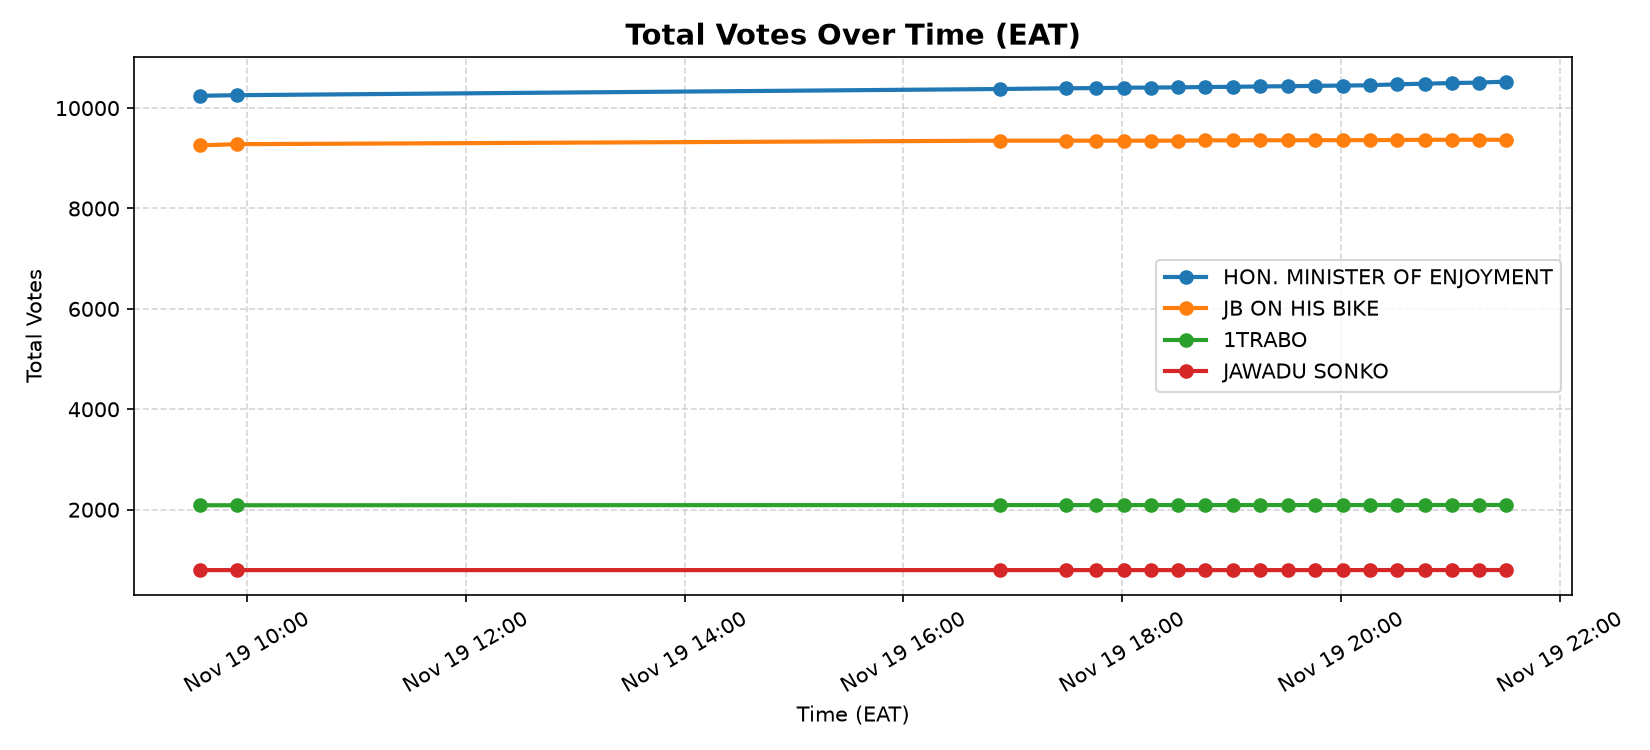 Total Votes Over Time (EAT)
Total Votes
10000
8000
6000
4000
2000
HON. MINISTER OF ENJOYMENT
JB ON HIS BIKE
1TRABO
JAWADU SONKO
Nov 19 10:00
Nov 19 12:00
Nov 19 14:00
Nov 19 16:00
Nov 19 18:00
Nov 19 20:00
Nov 19 22:00
Time (EAT)